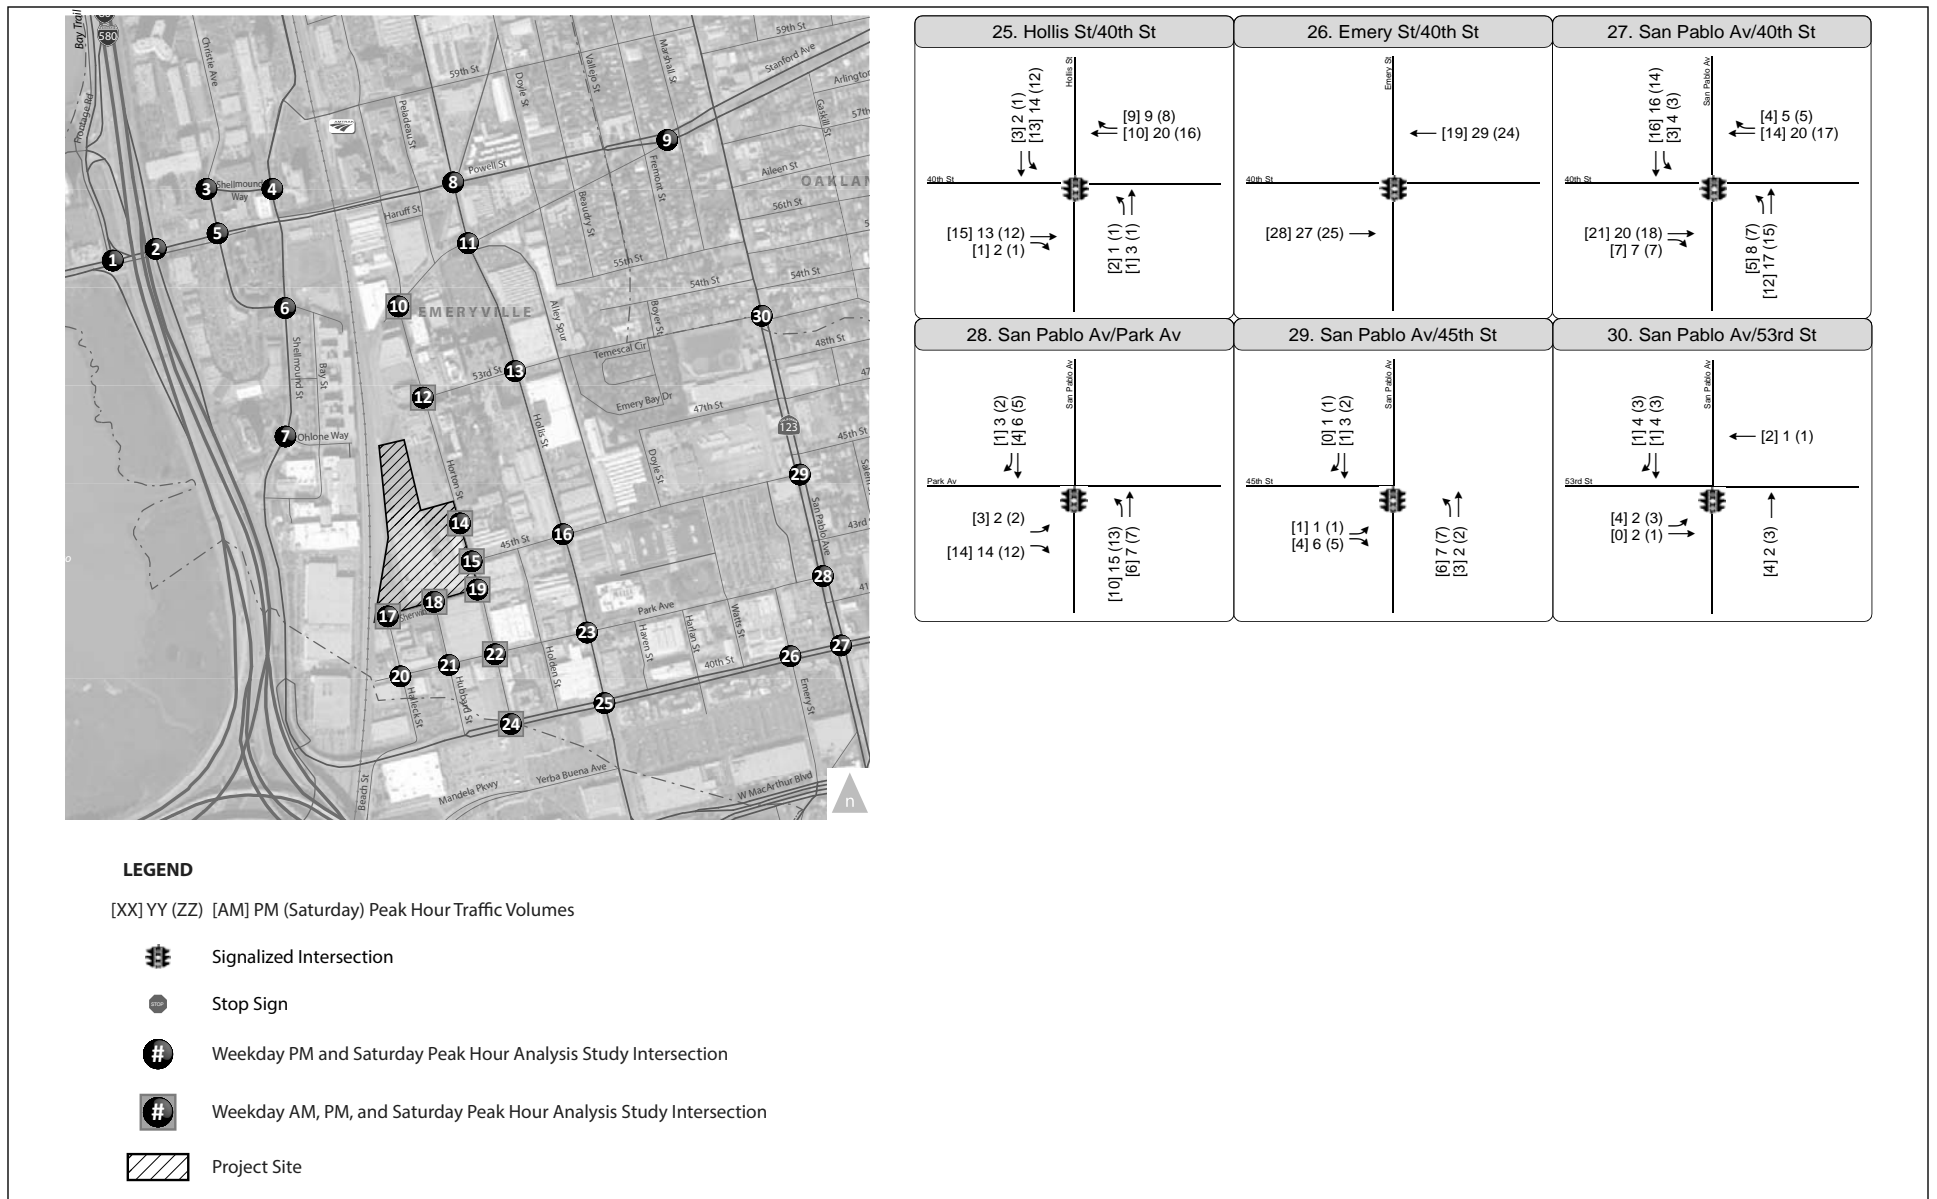 Bay Trail
580
Frontage Rd
Christie Ave
Peladeau St
59th St
Doyle St
Vallejo St
Marshall St
59th St
Stanford Ave
Arlington
Gaskill St
57th
Powell St
Fremont St
Aileen St
OAKLAN
56th St
Shellmound
Way
Haruff St
Beaudry St
55th St
54th St
54th St
EMERYVILLE
Alley Spur
Boyer St
48th St
Temescal Cir
47
Shellmound St
Bay St
53rd St
Emery Bay Dr
47th St
123
45th St
Ohlone Way
Hollis St
Doyle St
Horton St
San Pablo Ave
43rd
45th St
Park Ave
41
Watts St
Harlan St
Haven St
Holden St
40th St
Emery St
Hubbard St
Halleck St
Beach St
Mandela Pkwy
Yerba Buena Ave
W MacArthur Blvd
n
1
2
3
4
5
6
7
8
9
10
11
12
13
14
15
16
17
18
19
20
21
22
23
24
25
26
27
28
29
30
25. Hollis St/40th St
[3] 2 (1)
[13] 14 (12)
Hollis St
[9] 9 (8)
[10] 20 (16)
40th St
[15] 13 (12)
[1] 2 (1)
[2] 1 (1)
[1] 3 (1)
26. Emery St/40th St
Emery St
[19] 29 (24)
40th St
[28] 27 (25)
27. San Pablo Av/40th St
[16] 16 (14)
[3] 4 (3)
San Pablo Av
[4] 5 (5)
[14] 20 (17)
40th St
[21] 20 (18)
[7] 7 (7)
[5] 8 (7)
[12] 17 (15)
28. San Pablo Av/Park Av
[1] 3 (2)
[4] 6 (5)
San Pablo Av
Park Av
[3] 2 (2)
[14] 14 (12)
[10] 15 (13)
[6] 7 (7)
29. San Pablo Av/45th St
[0] 1 (1)
[1] 3 (2)
San Pablo Av
45th St
[1] 1 (1)
[4] 6 (5)
[6] 7 (7)
[3] 2 (2)
30. San Pablo Av/53rd St
[1] 4 (3)
[1] 4 (3)
San Pablo Av
[2] 1 (1)
53rd St
[4] 2 (3)
[0] 2 (1)
[4] 2 (3)
LEGEND
[XX] YY (ZZ) [AM] PM (Saturday) Peak Hour Traffic Volumes
Signalized Intersection
STOP
Stop Sign
#
Weekday PM and Saturday Peak Hour Analysis Study Intersection
#
Weekday AM, PM, and Saturday Peak Hour Analysis Study Intersection
Project Site